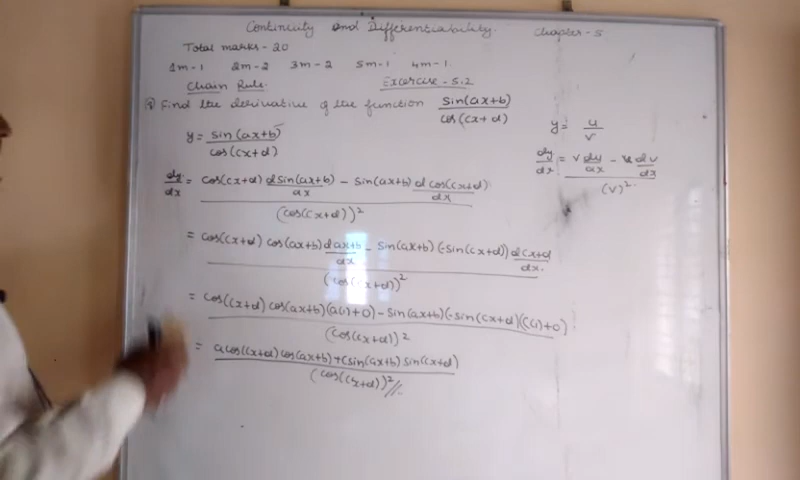 Continuity and Differentiability. Chapter - 5
Total marks - 20
1m - 1 2m - 2 3m - 2 5m - 1 4m - 1
Chain Rule. Exercise - 5.2
Find the derivative of the function sin(ax+b) / cos(cx+d)
y = sin(ax+b) / cos(cx+d)
dy/dx = cos(cx+d) d sin(ax+b)/dx - sin(ax+b) d cos(cx+d)/dx / (cos(cx+d))²
= cos(cx+d) cos(ax+b) d ax+b/dx - sin(ax+b) (-sin(cx+d)) d cx+d/dx. / (cos(cx+d))²
= cos(cx+d) cos(ax+b) (a(1)+0) - sin(ax+b) (-sin(cx+d) (c(1)+0) / (cos(cx+d))²
= a cos(cx+d) cos(ax+b) + c sin(ax+b) sin(cx+d) / (cos(cx+d))² //
y = u / v
dy/dx = v du/dx - u dv/dx / (v)²